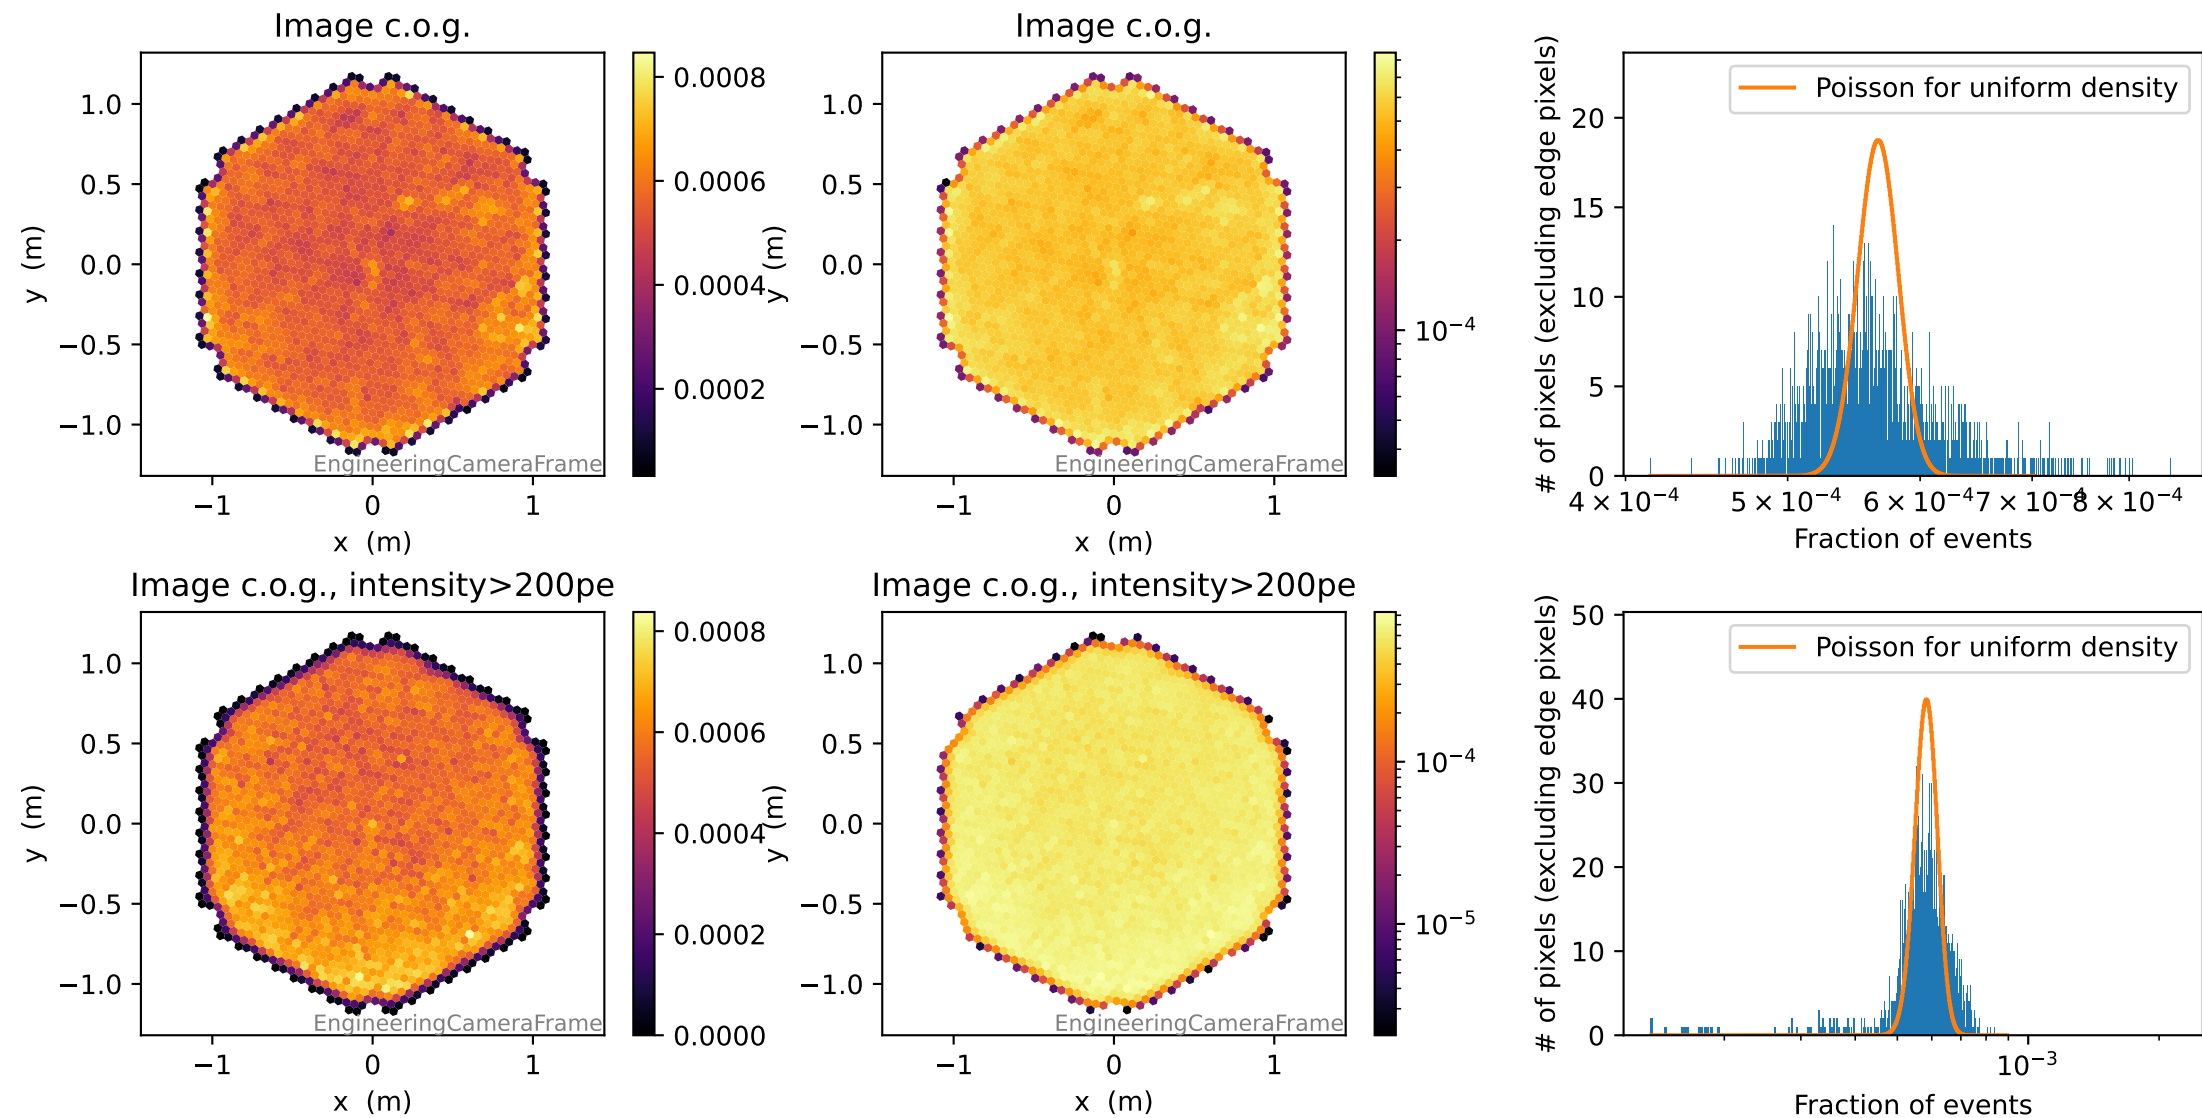 Image c.o.g.
1.0
0.5
0.0
−0.5
−1.0
y (m)
−1
0
1
x (m)
EngineeringCameraFrame
0.0008
0.0006
0.0004
0.0002
Image c.o.g.
1.0
0.5
0.0
−0.5
−1.0
y (m)
−1
0
1
x (m)
EngineeringCameraFrame
10⁻⁴
Poisson for uniform density
# of pixels (excluding edge pixels)
20
15
10
5
0
4 × 10⁻⁴
5 × 10⁻⁴
6 × 10⁻⁴
7 × 10⁻⁴
8 × 10⁻⁴
Fraction of events
Image c.o.g., intensity>200pe
1.0
0.5
0.0
−0.5
−1.0
y (m)
−1
0
1
x (m)
EngineeringCameraFrame
0.0008
0.0006
0.0004
0.0002
0.0000
Image c.o.g., intensity>200pe
1.0
0.5
0.0
−0.5
−1.0
y (m)
−1
0
1
x (m)
EngineeringCameraFrame
10⁻⁴
10⁻⁵
Poisson for uniform density
# of pixels (excluding edge pixels)
50
40
30
20
10
0
10⁻³
Fraction of events